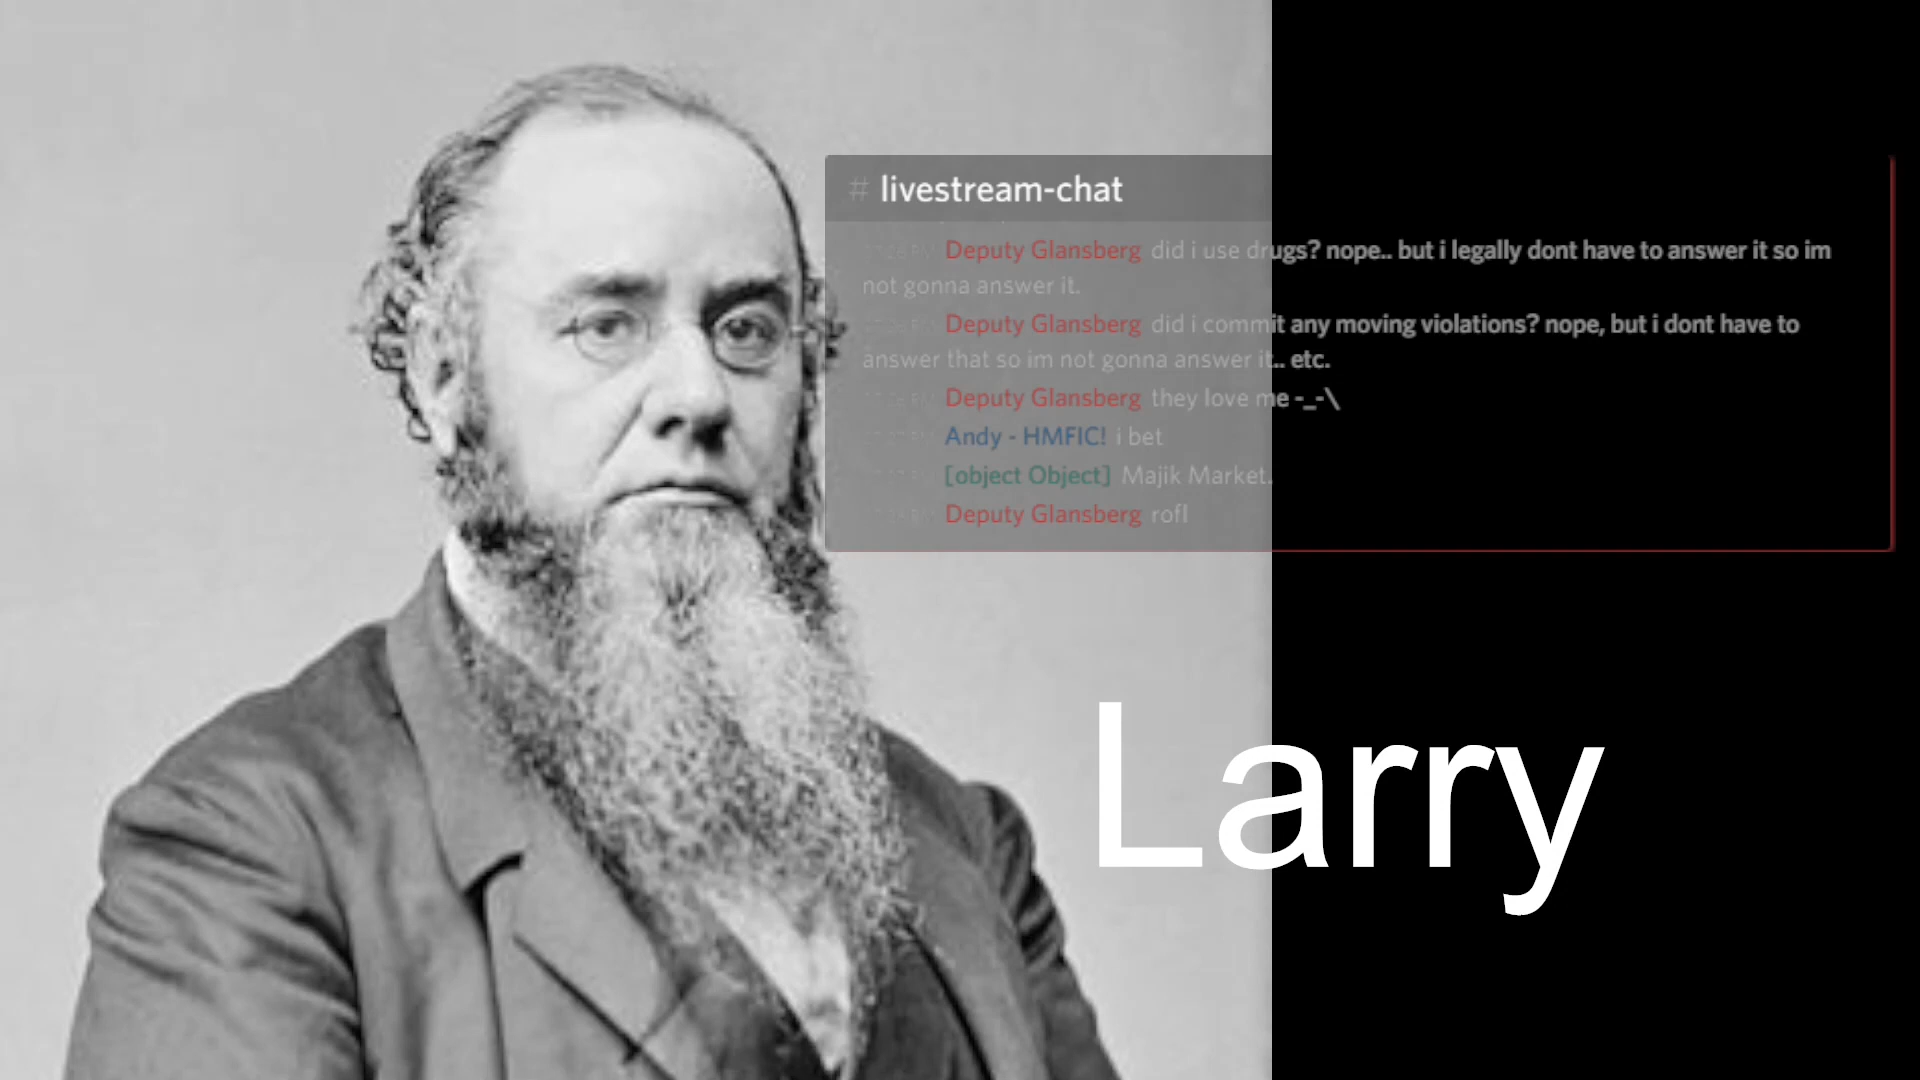 # livestream-chat
Deputy Glansberg did i use drugs? nope.. but i legally dont have to answer it so im
not gonna answer it.
Deputy Glansberg did i commit any moving violations? nope, but i dont have to
answer that so im not gonna answer it.. etc.
Deputy Glansberg they love me -_-\
Andy - HMFIC! i bet
[object Object] Majik Market.
Deputy Glansberg rofl
Larry